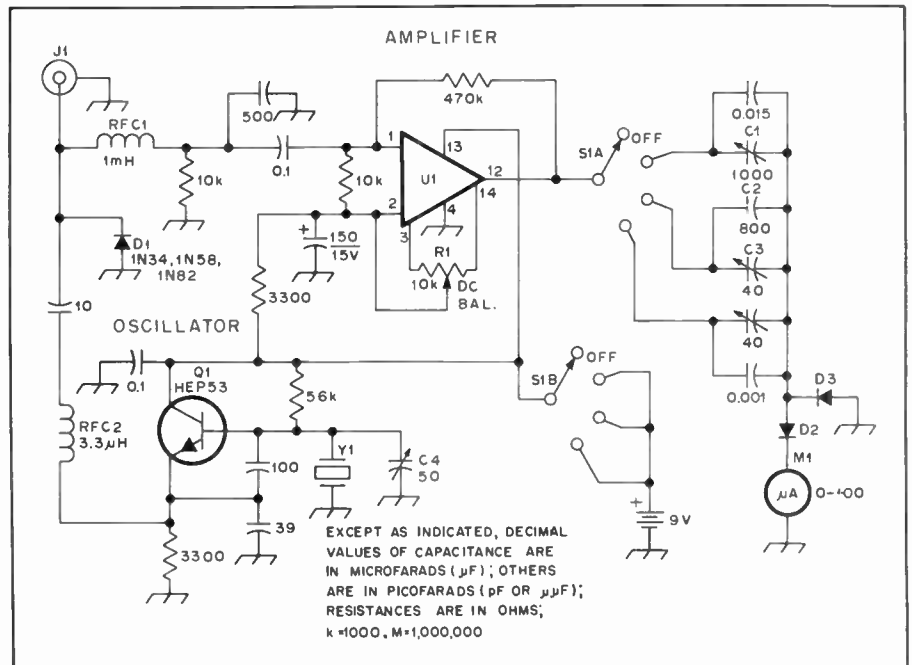 AMPLIFIER
J1
RFC1
1mH
500
470k
10k
0.1
10k
1
2
3
13
12
14
4
U1
S1A
OFF
0.015
C1
1000
C2
800
C3
40
40
0.001
D1
1N34, 1N58,
1N82
+
150
15V
R1
10k
DC
BAL.
3300
10
OSCILLATOR
0.1
Q1
HEP53
56k
S1B
OFF
D3
D2
M1
μA
0-100
RFC2
3.3μH
100
Y1
C4
50
39
3300
+
9V
EXCEPT AS INDICATED, DECIMAL
VALUES OF CAPACITANCE ARE
IN MICROFARADS (μF); OTHERS
ARE IN PICOFARADS (pF OR μμF);
RESISTANCES ARE IN OHMS;
k=1000, M=1,000,000